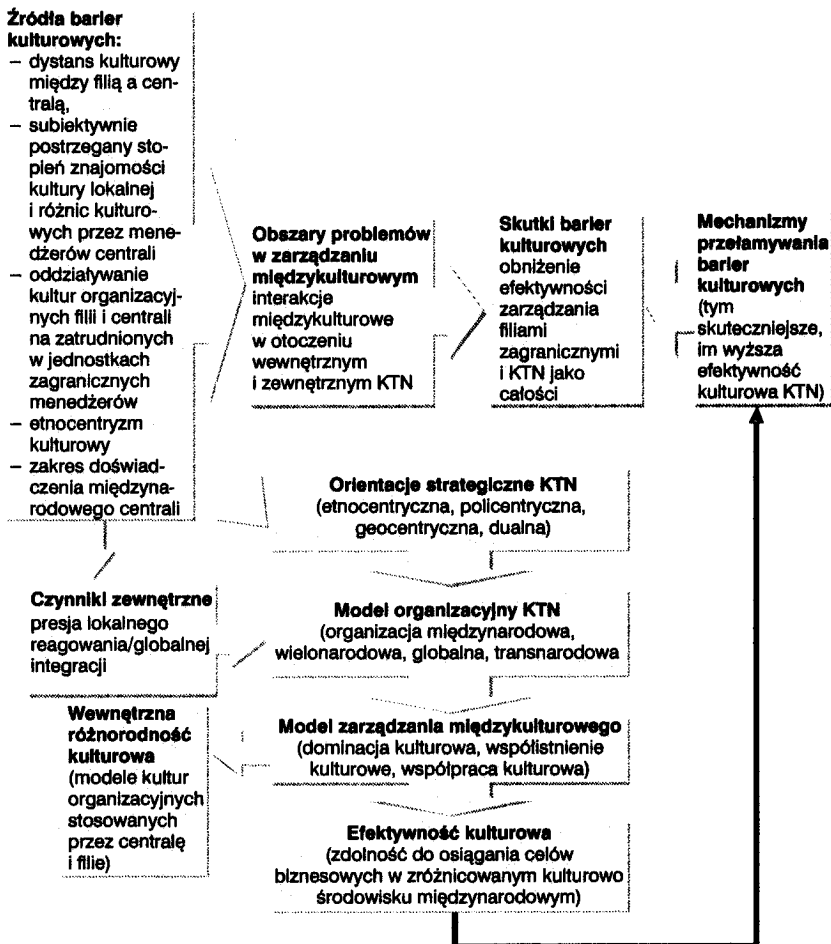 Źródła barier
kulturowych:
– dystans kulturowy
między filią a cen-
tralą,
– subiektywnie
postrzegany sto-
pień znajomości
kultury lokalnej
i różnic kulturo-
wych przez mene-
dżerów centrali
– oddziaływanie
kultur organizacyj-
nych filii i centrali
na zatrudnionych
w jednostkach
zagranicznych
menedżerów
– etnocentryzm
kulturowy
– zakres doświad-
czenia międzyna-
rodowego centrali
Obszary problemów
w zarządzaniu
międzykulturowym
interakcje
międzykulturowe
w otoczeniu
wewnętrznym
i zewnętrznym KTN
Skutki barier
kulturowych
obniżenie
efektywności
zarządzania
filiami
zagranicznymi
i KTN jako
całości
Mechanizmy
przełamywania
barier
kulturowych
(tym
skuteczniejsze,
im wyższa
efektywność
kulturowa KTN)
Orientacje strategiczne KTN
(etnocentryczna, policentryczna,
geocentryczna, dualna)
Czynniki zewnętrzne
presja lokalnego
reagowania/globalnej
integracji
Model organizacyjny KTN
(organizacja międzynarodowa,
wielonarodowa, globalna, transnarodowa
Wewnętrzna
różnorodność
kulturowa
(modele kultur
organizacyjnych
stosowanych
przez centralę
i filie)
Model zarządzania międzykulturowego
(dominacja kulturowa, współistnienie
kulturowe, współpraca kulturowa)
Efektywność kulturowa
(zdolność do osiągania celów
biznesowych w zróżnicowanym kulturowo
środowisku międzynarodowym)